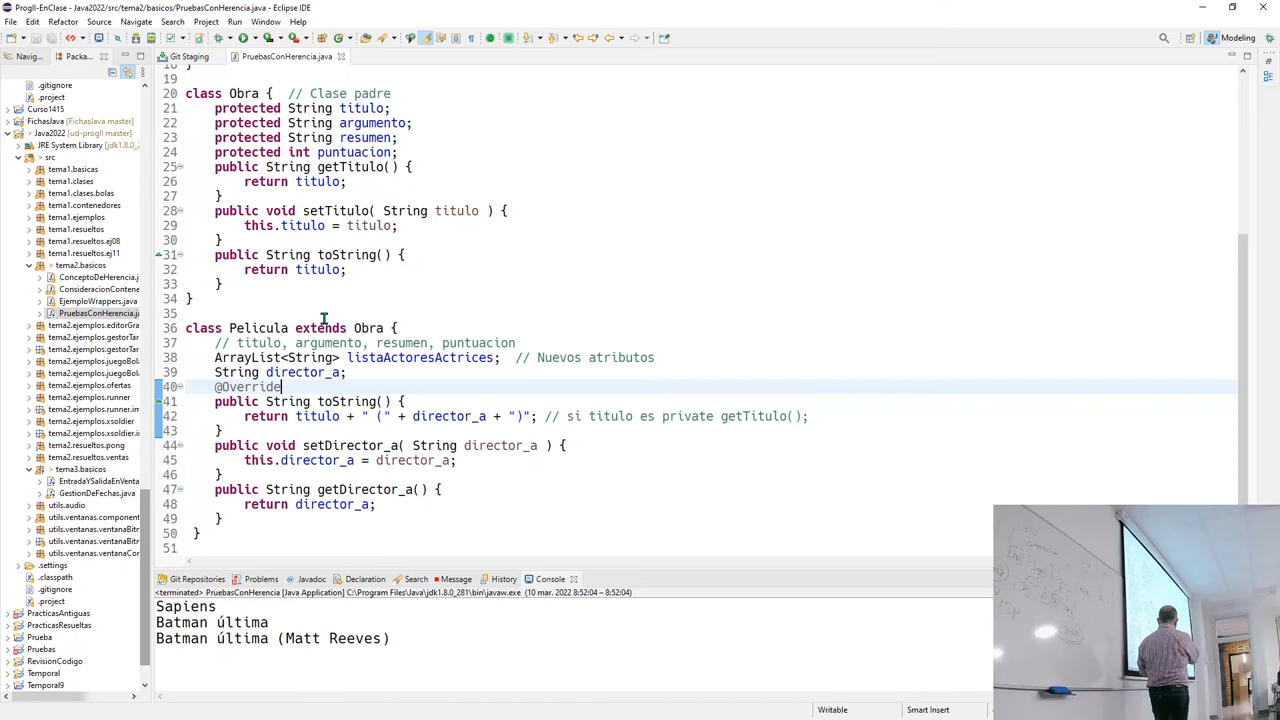 ProgII-EnClase - Java2022/src/tema2/basicos/PruebasConHerencia.java - Eclipse IDE
File Edit Refactor Source Navigate Search Project Run Window Help
Modeling
Navig...
Packa...
Git Staging
PruebasConHerencia.java
.gitignore
.project
Curso1415
FichasJava [FichasJava master]
Java2022 [ud-progII master]
JRE System Library [jdk1.8.0_
src
tema1.basicas
tema1.clases
tema1.clases.bolas
tema1.contenedores
tema1.ejemplos
tema1.resueltos
tema1.resueltos.ej08
tema1.resueltos.ej11
tema2.basicos
ConceptoDeHerencia.j
ConsideracionContene
EjemploWrappers.java
PruebasConHerencia.ja
tema2.ejemplos.editorGra
tema2.ejemplos.gestorTar
tema2.ejemplos.gestorTar
tema2.ejemplos.juegoBol
tema2.ejemplos.juegoBol
tema2.ejemplos.ofertas
tema2.ejemplos.runner
tema2.ejemplos.runner.im
tema2.ejemplos.xsoldier
tema2.ejemplos.xsoldier.i
tema2.resueltos.pong
tema2.resueltos.ventas
tema3.basicos
EntradaYSalidaEnVenta
GestionDeFechas.java
utils.audio
utils.ventanas.component
utils.ventanas.ventanaBit
utils.ventanas.ventanaBitr
utils.ventanas.ventanaCor
.settings
.classpath
.gitignore
.project
PracticasAntiguas
PracticasResueltas
Prueba
Pruebas
RevisionCodigo
Temporal
Temporal9
18 }
19
20 class Obra {  // Clase padre
21     protected String titulo;
22     protected String argumento;
23     protected String resumen;
24     protected int puntuacion;
25     public String getTitulo() {
26         return titulo;
27     }
28     public void setTitulo( String titulo ) {
29         this.titulo = titulo;
30     }
31     public String toString() {
32         return titulo;
33     }
34 }
35
36 class Pelicula extends Obra {
37     // titulo, argumento, resumen, puntuacion
38     ArrayList<String> listaActoresActrices;  // Nuevos atributos
39     String director_a;
40     @Override
41     public String toString() {
42         return titulo + " (" + director_a + ")"; // si titulo es private getTitulo();
43     }
44     public void setDirector_a( String director_a ) {
45         this.director_a = director_a;
46     }
47     public String getDirector_a() {
48         return director_a;
49     }
50 }
51
Git Repositories Problems Javadoc Declaration Search Message History Console
<terminated> PruebasConHerencia [Java Application] C:\Program Files\Java\jdk1.8.0_281\bin\javaw.exe (10 mar. 2022 8:52:04 – 8:52:04)
Sapiens
Batman última
Batman última (Matt Reeves)
Writable
Smart Insert